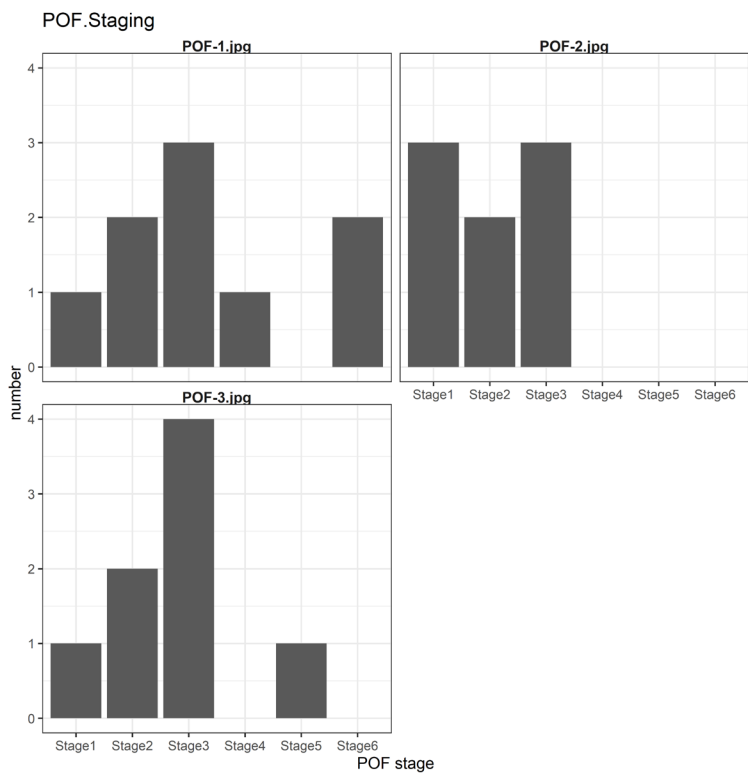 POF.Staging
POF-1.jpg POF-2.jpg
4
3
2
1
0
Stage1 Stage2 Stage3 Stage4 Stage5 Stage6
number
POF-3.jpg
4
3
2
1
0
Stage1 Stage2 Stage3 Stage4 Stage5 Stage6
POF stage